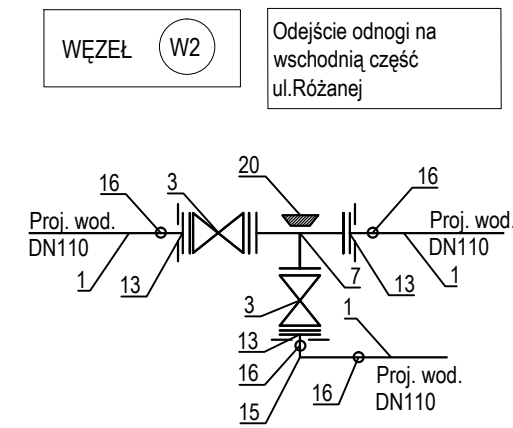 WĘZEŁ W2
Odejście odnogi na
wschodnią część
ul.Różanej
16 3 20 16
Proj. wod.
DN110
Proj. wod.
DN110
1 13 7 13 1
3 1
13
16
15 16
Proj. wod.
DN110